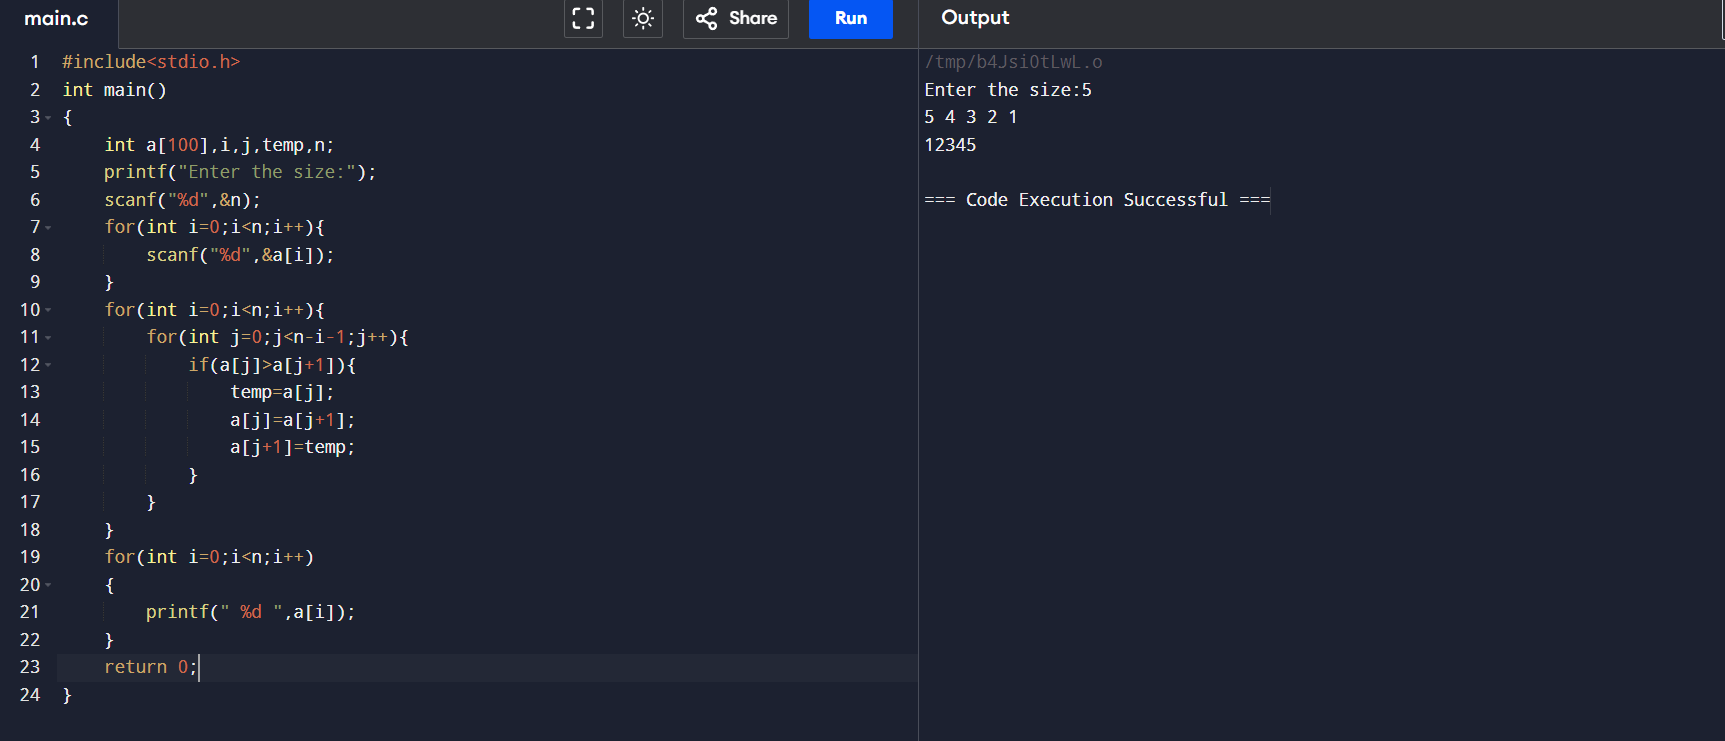 main.c
Share
Run
Output
1 #include<stdio.h>
2 int main()
3 {
4     int a[100],i,j,temp,n;
5     printf("Enter the size:");
6     scanf("%d",&n);
7     for(int i=0;i<n;i++){
8         scanf("%d",&a[i]);
9     }
10     for(int i=0;i<n;i++){
11         for(int j=0;j<n-i-1;j++){
12             if(a[j]>a[j+1]){
13                 temp=a[j];
14                 a[j]=a[j+1];
15                 a[j+1]=temp;
16             }
17         }
18     }
19     for(int i=0;i<n;i++)
20     {
21         printf(" %d ",a[i]);
22     }
23     return 0;
24 }
/tmp/b4JsiOtLwL.o
Enter the size:5
5 4 3 2 1
12345
=== Code Execution Successful ===